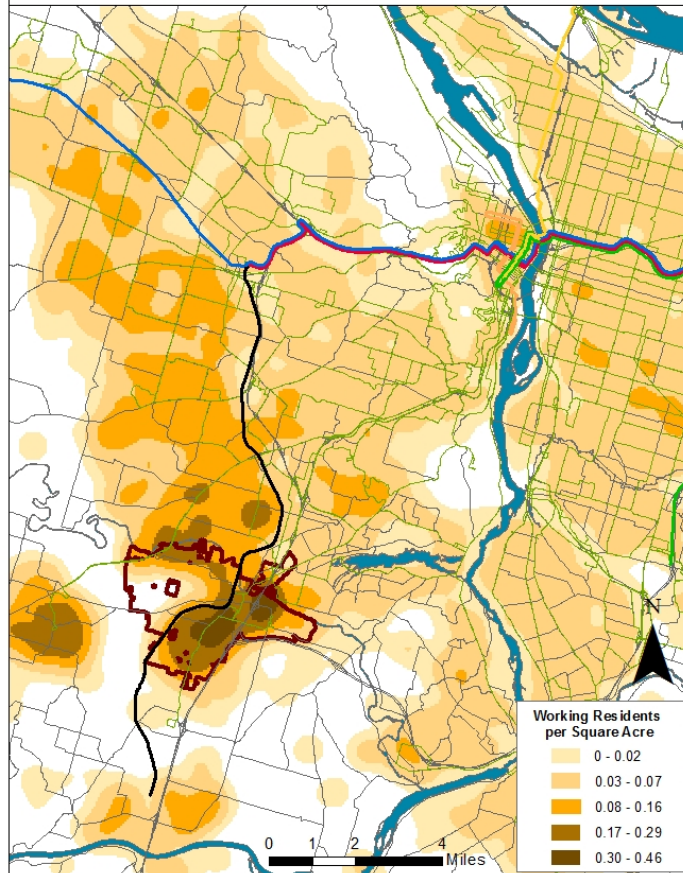 N
Working Residents
per Square Acre
0 - 0.02
0.03 - 0.07
0.08 - 0.16
0.17 - 0.29
0.30 - 0.46
0 1 2 4
Miles